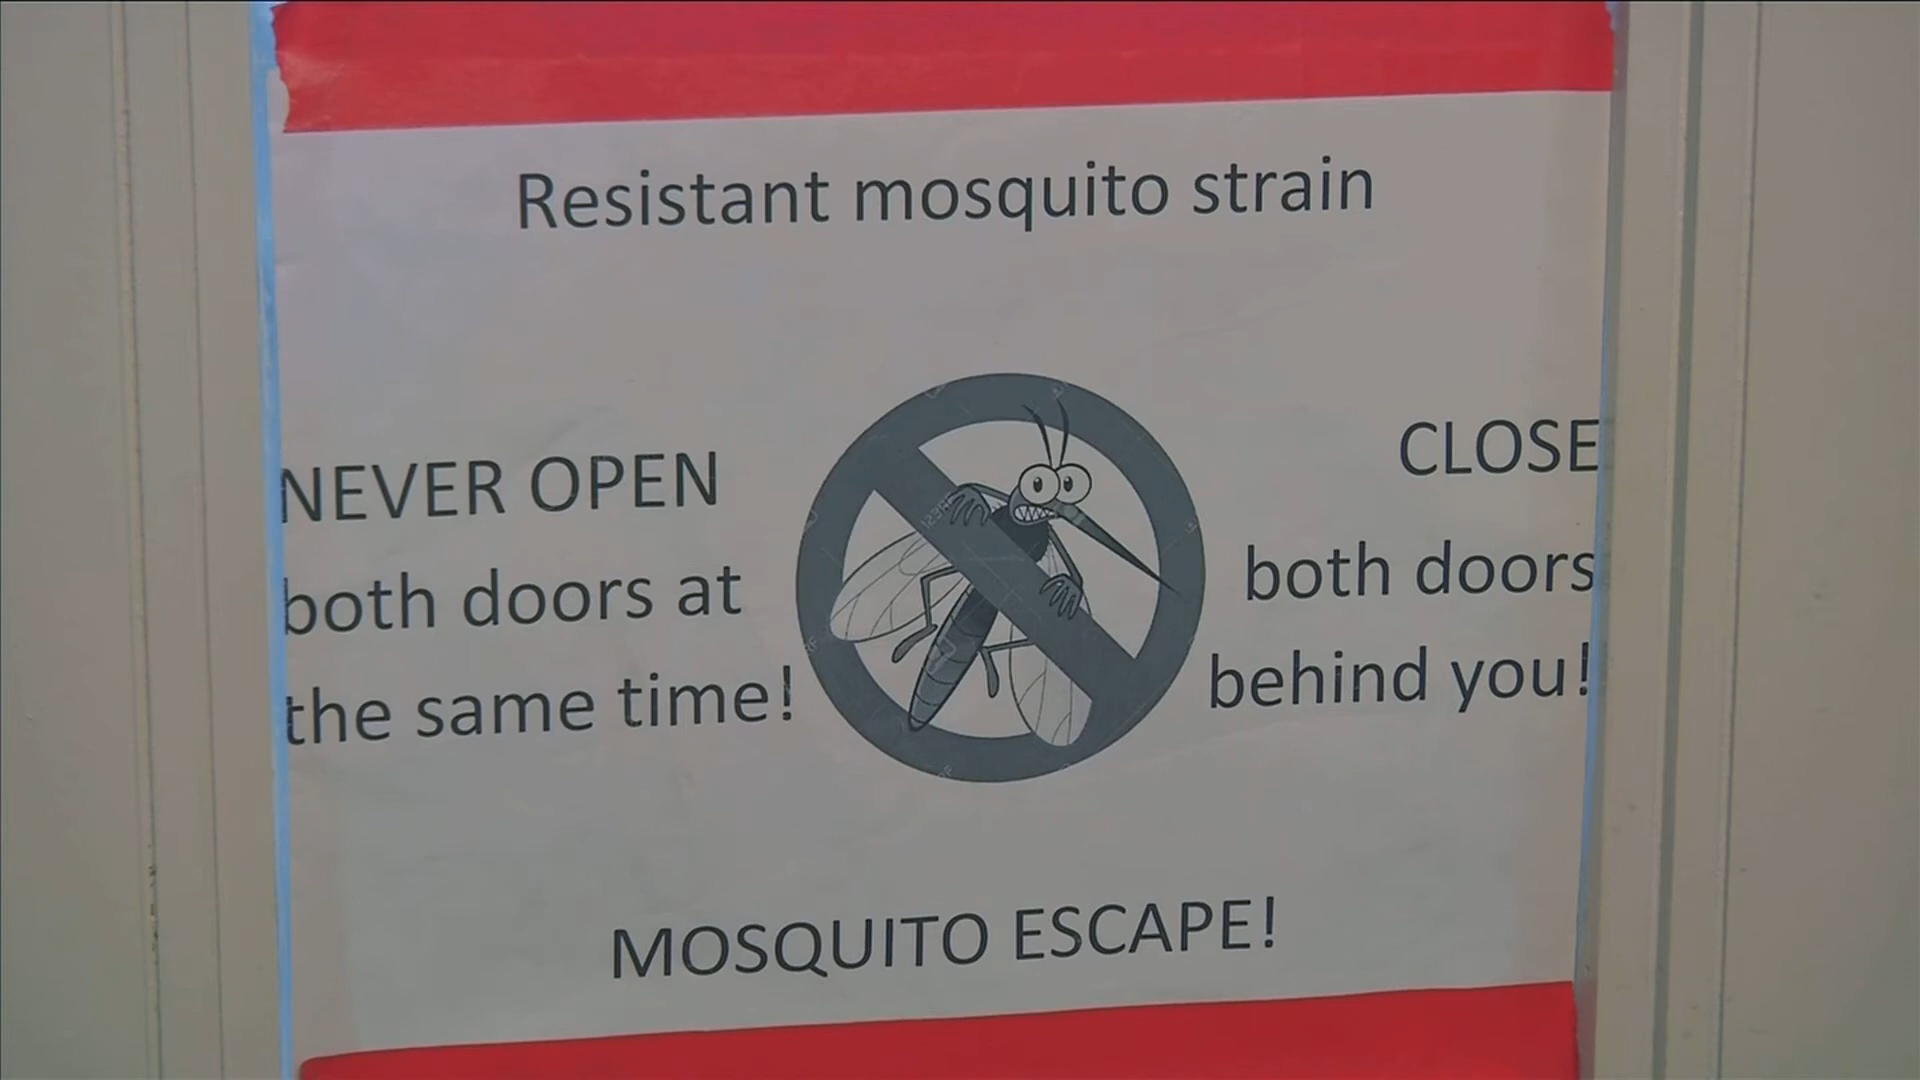 Resistant mosquito strain
NEVER OPEN
both doors at
the same time!
CLOSE
both doors
behind you!
MOSQUITO ESCAPE!